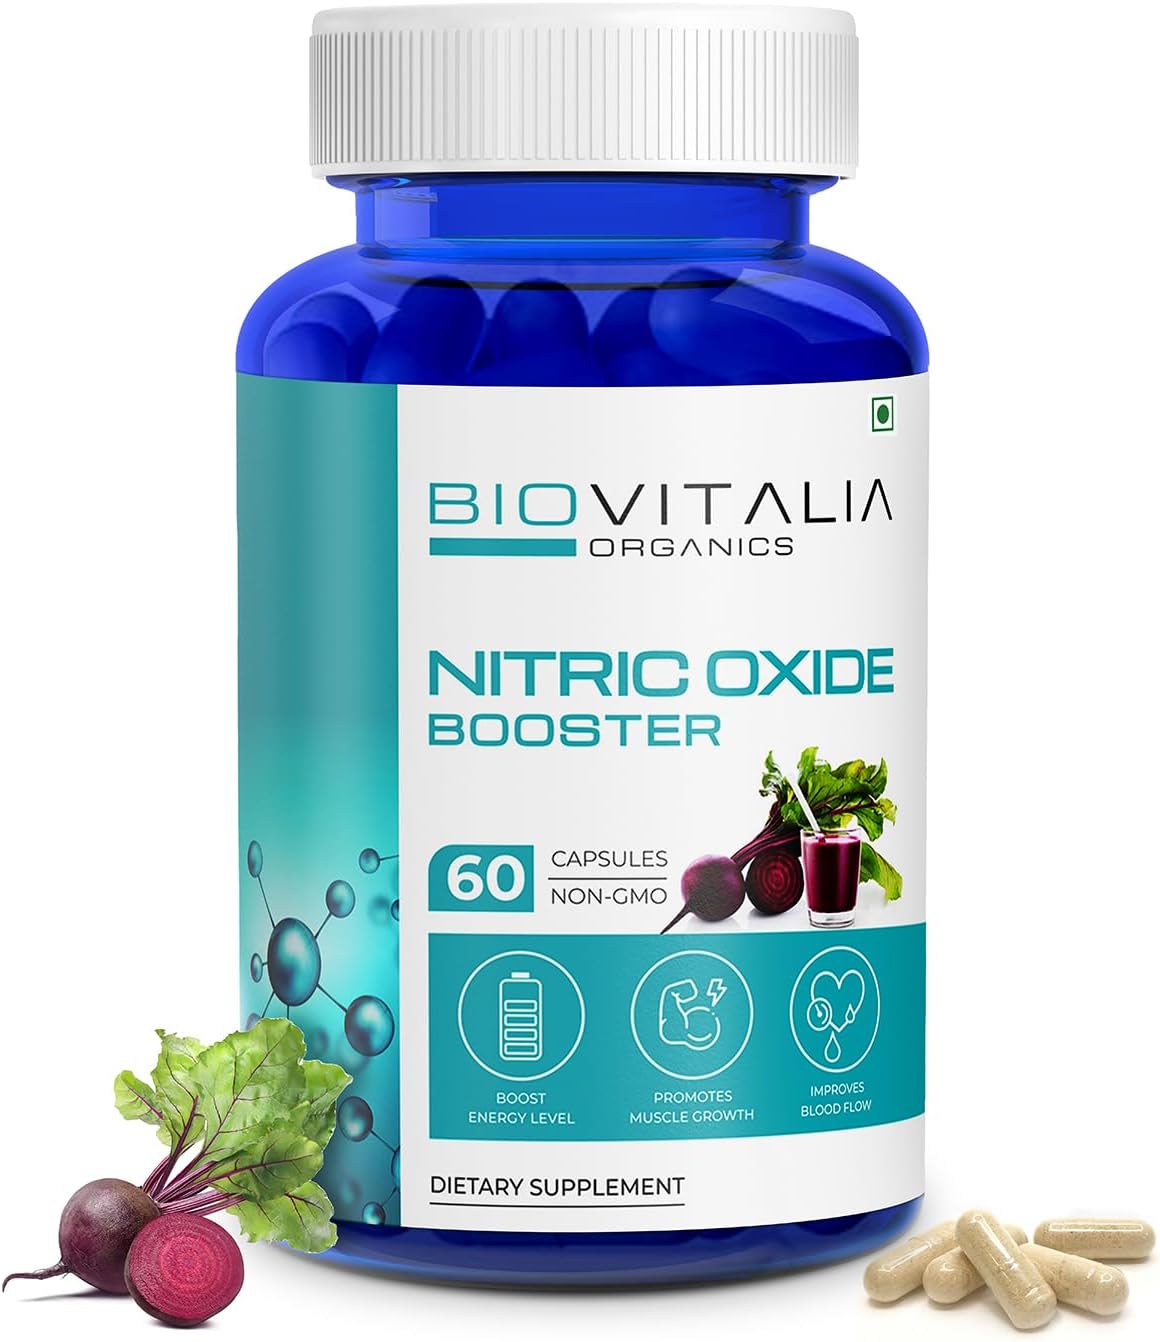 BIOVITALIA
ORGANICS
NITRIC OXIDE
BOOSTER
60
CAPSULES
NON-GMO
BOOST
ENERGY LEVEL
PROMOTES
MUSCLE GROWTH
IMPROVES
BLOOD FLOW
DIETARY SUPPLEMENT